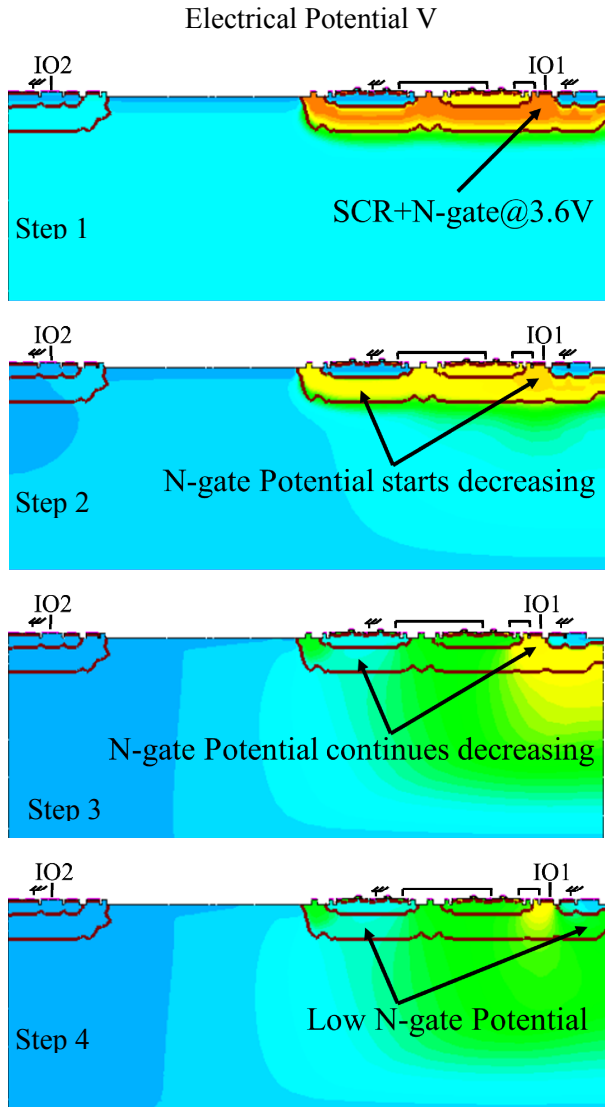 Electrical Potential V
IO2
IO1
SCR+N-gate@3.6V
Step 1
IO2
IO1
N-gate Potential starts decreasing
Step 2
IO2
IO1
N-gate Potential continues decreasing
Step 3
IO2
IO1
Low N-gate Potential
Step 4